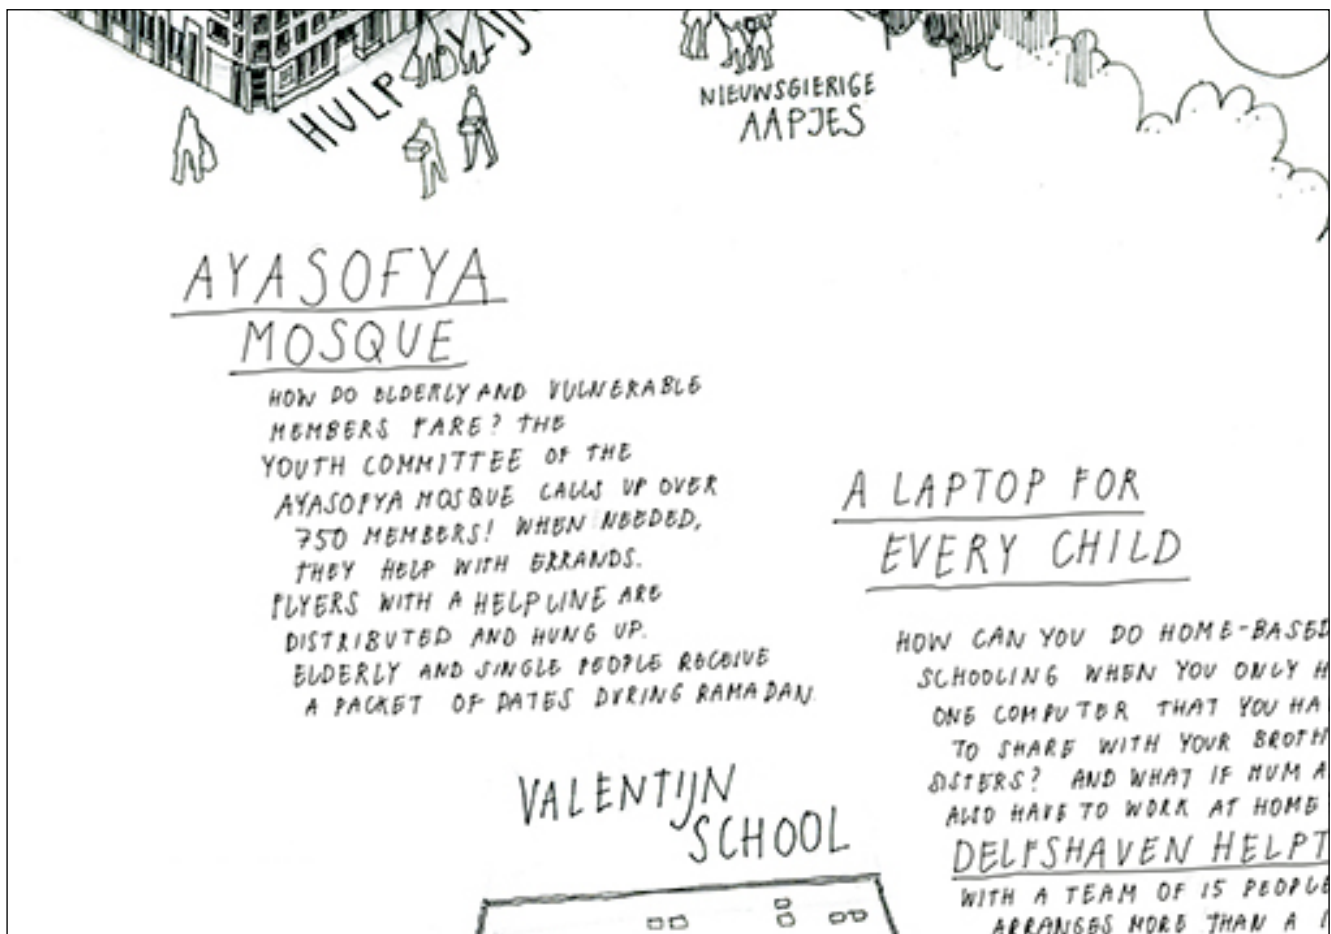 HULP
NIEUWSGIERIGE
AAPJES
AYASOFYA
MOSQUE
HOW DO ELDERLY AND VULNERABLE
MEMBERS FARE? THE
YOUTH COMMITTEE OF THE
AYASOFYA MOSQUE CALLS UP OVER
750 MEMBERS! WHEN NEEDED,
THEY HELP WITH ERRANDS.
FLYERS WITH A HELPLINE ARE
DISTRIBUTED AND HUNG UP.
ELDERLY AND SINGLE PEOPLE RECEIVE
A PACKET OF DATES DURING RAMADAN.
A LAPTOP FOR
EVERY CHILD
HOW CAN YOU DO HOME-BASED
SCHOOLING WHEN YOU ONLY H
ONE COMPUTER THAT YOU HA
TO SHARE WITH YOUR BROTH
SISTERS? AND WHAT IF MUM A
ALSO HAVE TO WORK AT HOME
DELFSHAVEN HELPT
WITH A TEAM OF 15 PEOPLE
ARRANGES MORE THAN A
VALENTIJN
SCHOOL